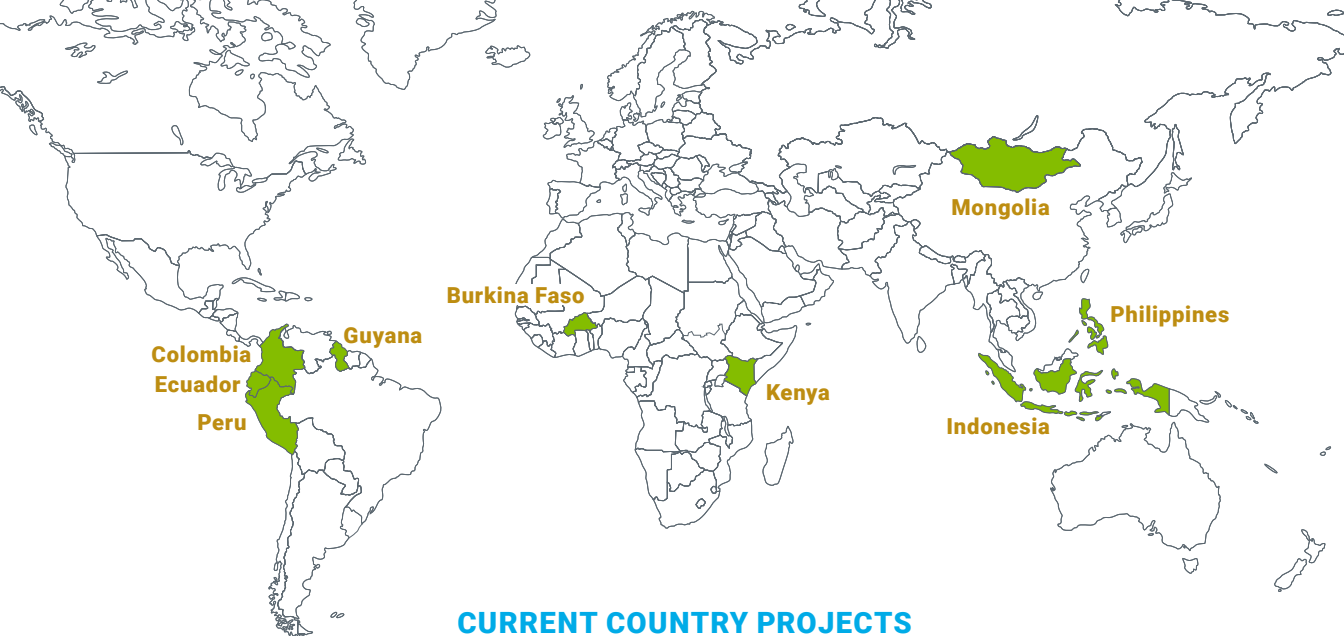 Mongolia
Burkina Faso
Philippines
Guyana
Colombia
Ecuador
Kenya
Peru
Indonesia
CURRENT COUNTRY PROJECTS